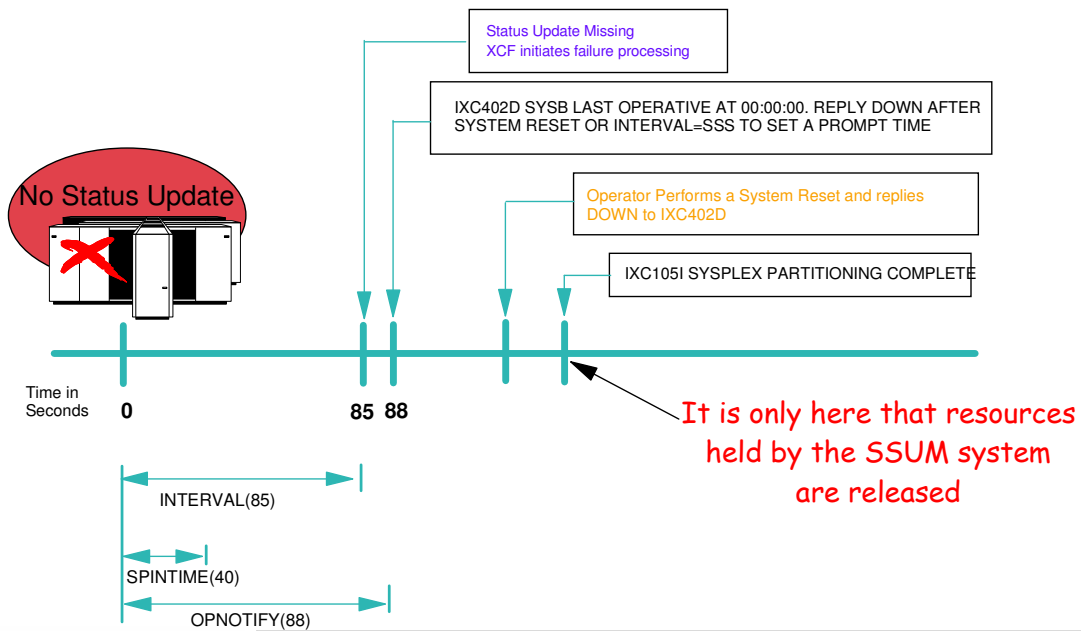 Status Update Missing
XCF initiates failure processing
IXC402D SYSB LAST OPERATIVE AT 00:00:00. REPLY DOWN AFTER
SYSTEM RESET OR INTERVAL=SSS TO SET A PROMPT TIME
No Status Update
Operator Performs a System Reset and replies
DOWN to IXC402D
IXC105I SYSPLEX PARTITIONING COMPLETE
Time in
Seconds
0
85
88
It is only here that resources
held by the SSUM system
are released
INTERVAL(85)
SPINTIME(40)
OPNOTIFY(88)